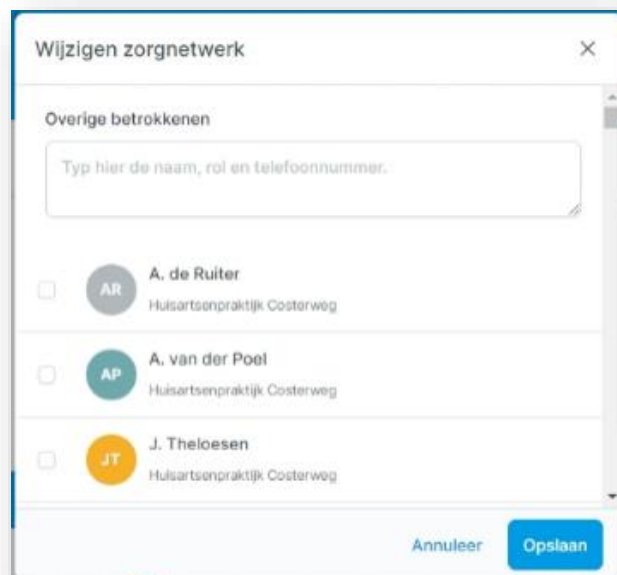 Wijzigen zorgnetwerk
Overige betrokkenen
Typ hier de naam, rol en telefoonnummer.
AR
A. de Ruiter
Huisartsenpraktijk Costerweg
AP
A. van der Poel
Huisartsenpraktijk Costerweg
JT
J. Theloesen
Huisartsenpraktijk Costerweg
Annuleer
Opslaan